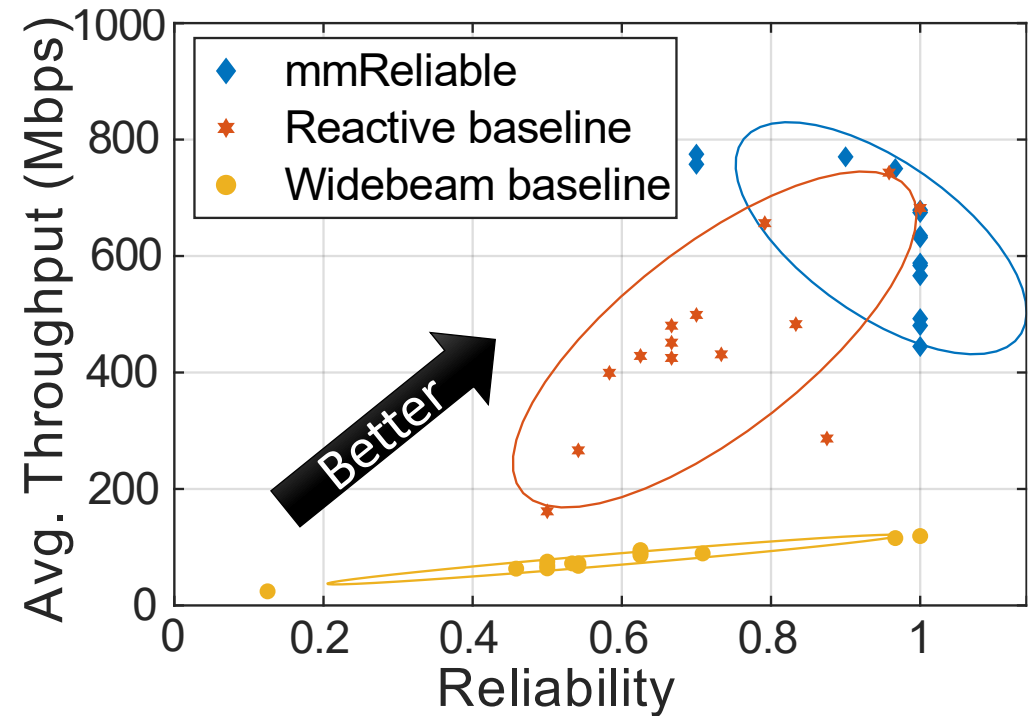 Avg. Throughput (Mbps)
1000
800
600
400
200
0
mmReliable
Reactive baseline
Widebeam baseline
Better
0 0.2 0.4 0.6 0.8 1
Reliability